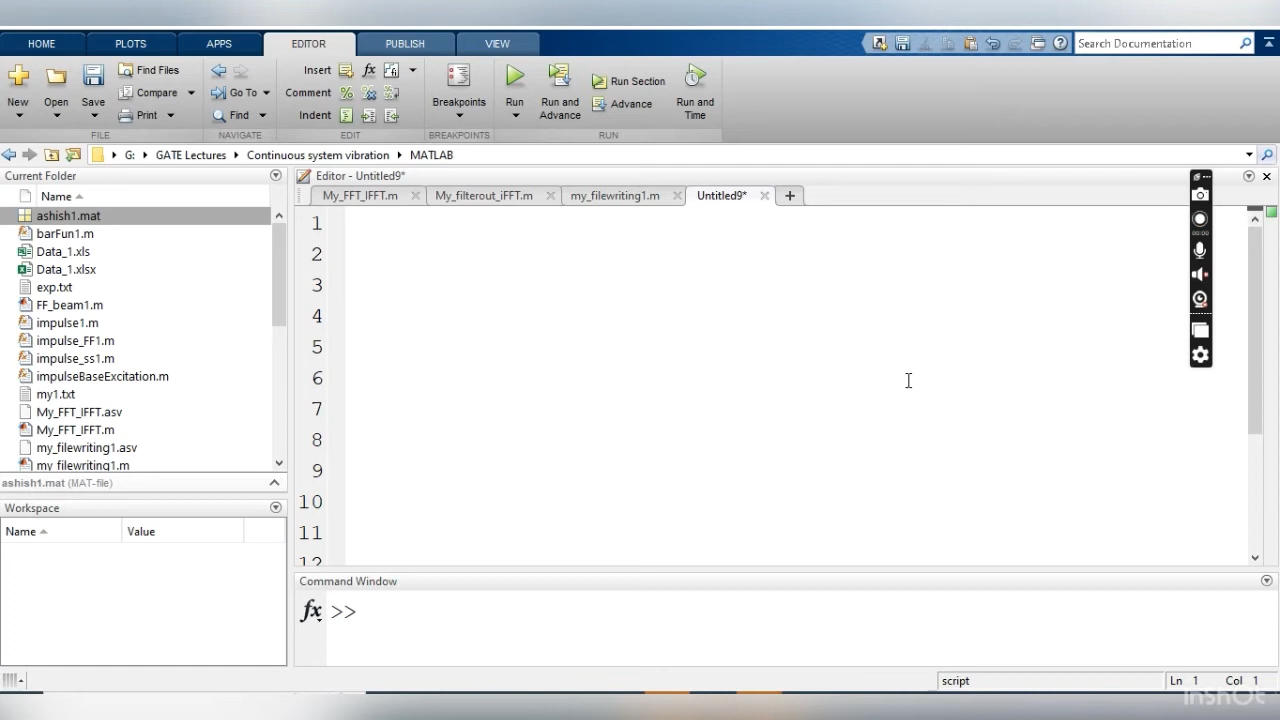 HOME PLOTS APPS EDITOR PUBLISH VIEW Search Documentation
New Open Save Find Files Compare Print
FILE
Go To Find
NAVIGATE
Insert fx
Comment
Indent
EDIT
Breakpoints
BREAKPOINTS
Run Run and Advance Run Section Advance Run and Time
RUN
G: GATE Lectures Continuous system vibration MATLAB
Current Folder
Name
ashish1.mat
barFun1.m
Data_1.xls
Data_1.xlsx
exp.txt
FF_beam1.m
impulse1.m
impulse_FF1.m
impulse_ss1.m
impulseBaseExcitation.m
my1.txt
My_FFT_IFFT.asv
My_FFT_IFFT.m
my_filewriting1.asv
my_filewriting1.m
ashish1.mat (MAT-file)
Workspace
Name Value
Editor - Untitled9*
My_FFT_IFFT.m My_filterout_iFFT.m my_filewriting1.m Untitled9*
1
2
3
4
5
6
7
8
9
10
11
12
00:00
Command Window
fx >>
script Ln 1 Col 1
InShOt